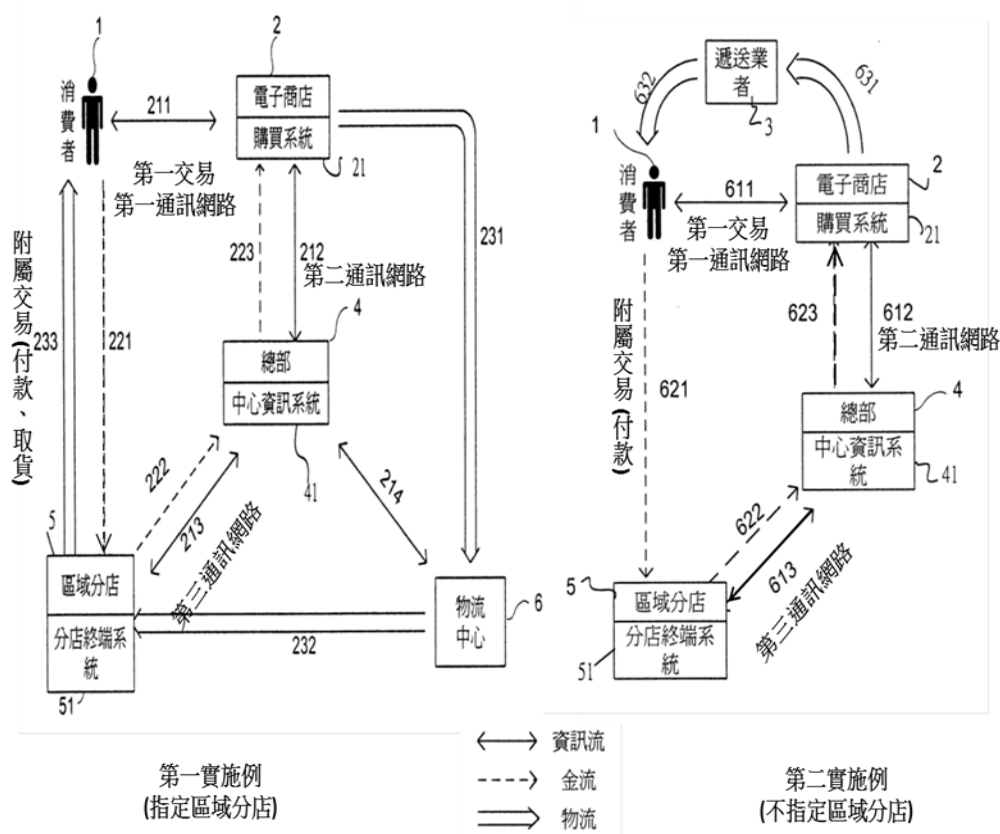 1
消費者
211
第一交易
第一通訊網路
2
電子商店
購買系統
21
223
212
第二通訊網路
231
附屬交易(付款、取貨)
233
221
4
總部
中心資訊系統
41
222
213
第三通訊網路
214
5
區域分店
分店終端系
統
51
232
物流
中心
6
第一實施例
(指定區域分店)
遞送業
者
3
632
631
1
消費者
611
第一交易
第一通訊網路
2
電子商店
購買系統
21
附屬交易(付款)
621
623
612
第二通訊網路
4
總部
中心資訊系
統
41
622
613
第三通訊網路
5
區域分店
分店終端系
統
51
第二實施例
(不指定區域分店)
資訊流
金流
物流